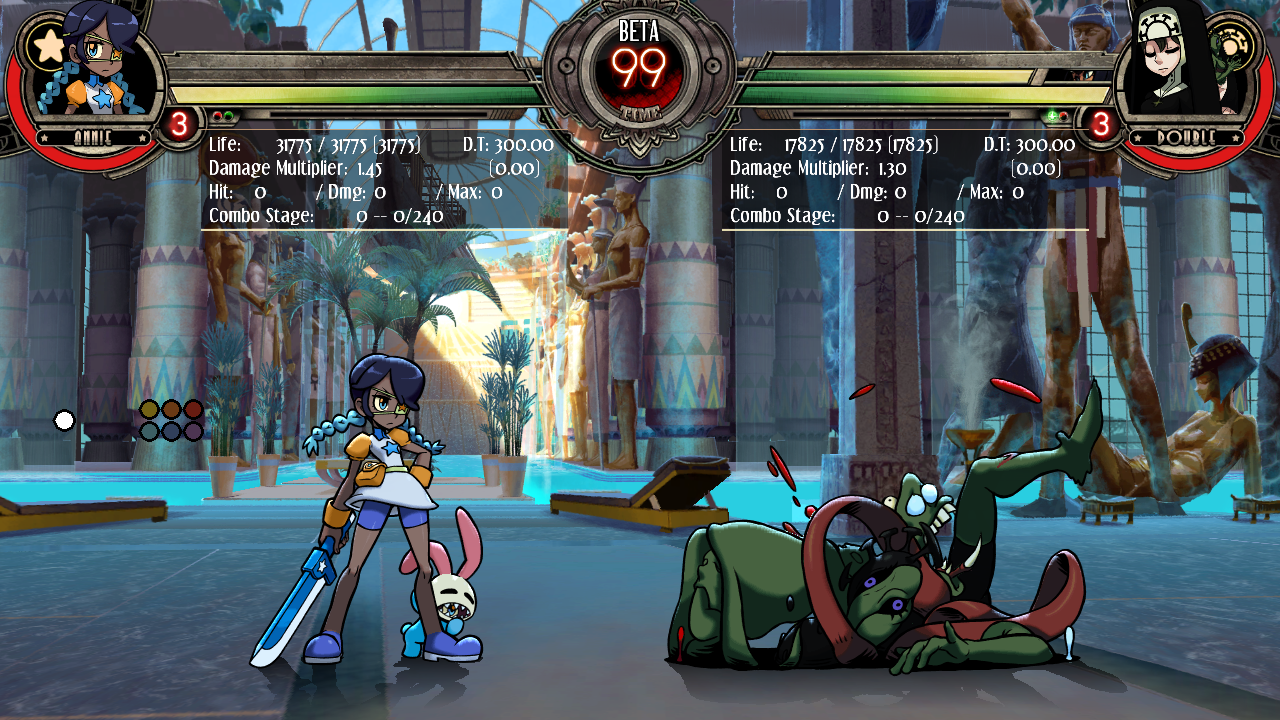 BETA
99
TIME
ANNIE
3
3
DOUBLE
Life: 31775 / 31775 [31775] D.T: 300.00
Damage Multiplier: 1.45 [0.00]
Hit: 0 / Dmg: 0 / Max: 0
Combo Stage: 0 -- 0/240
Life: 17825 / 17825 [17825] D.T: 300.00
Damage Multiplier: 1.30 [0.00]
Hit: 0 / Dmg: 0 / Max: 0
Combo Stage: 0 -- 0/240